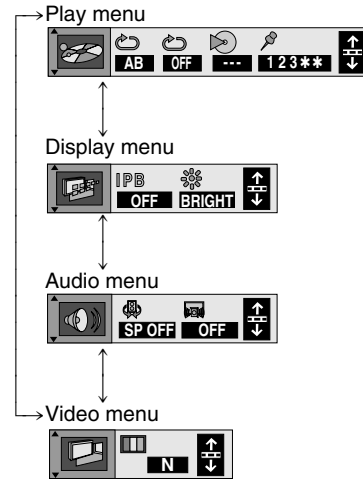 Play menu
AB OFF --- 123✱✱
Display menu
IPB
OFF BRIGHT
Audio menu
SP OFF OFF
Video menu
N